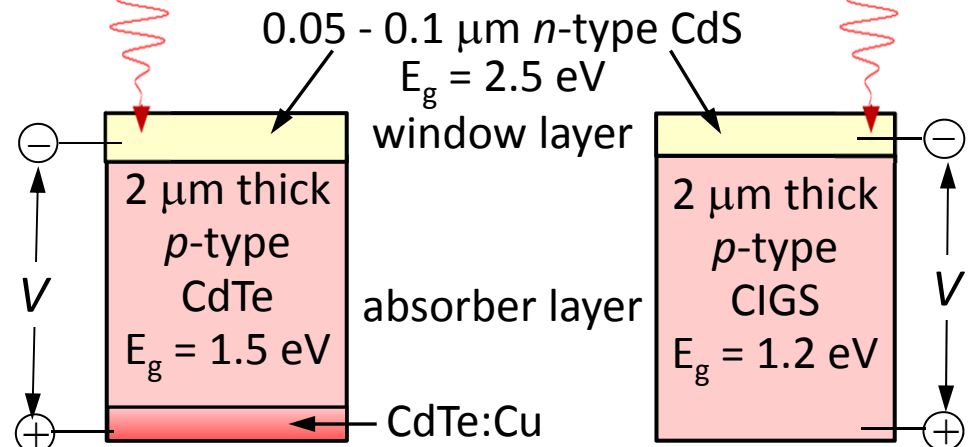 0.05 - 0.1 μm n-type CdS
E_g = 2.5 eV
window layer
−
−
2 μm thick
p-type
CdTe
E_g = 1.5 eV
V
absorber layer
2 μm thick
p-type
CIGS
E_g = 1.2 eV
V
CdTe:Cu
+
+